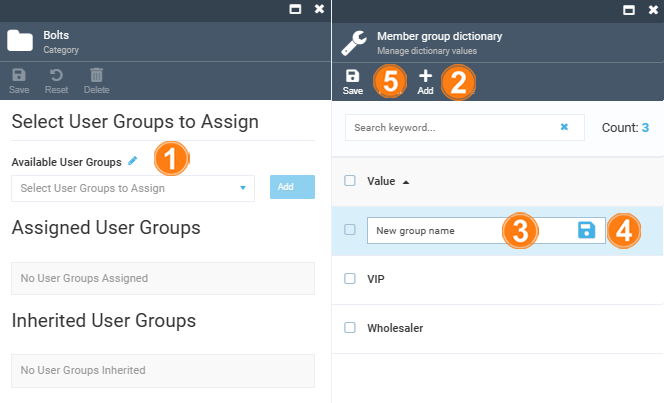 Bolts
Category
Save Reset Delete
Select User Groups to Assign
Available User Groups 1
Select User Groups to Assign Add
Assigned User Groups
No User Groups Assigned
Inherited User Groups
No User Groups Inherited
Member group dictionary
Manage dictionary values
Save 5 Add 2
Search keyword... Count: 3
Value
New group name 3 4
VIP
Wholesaler